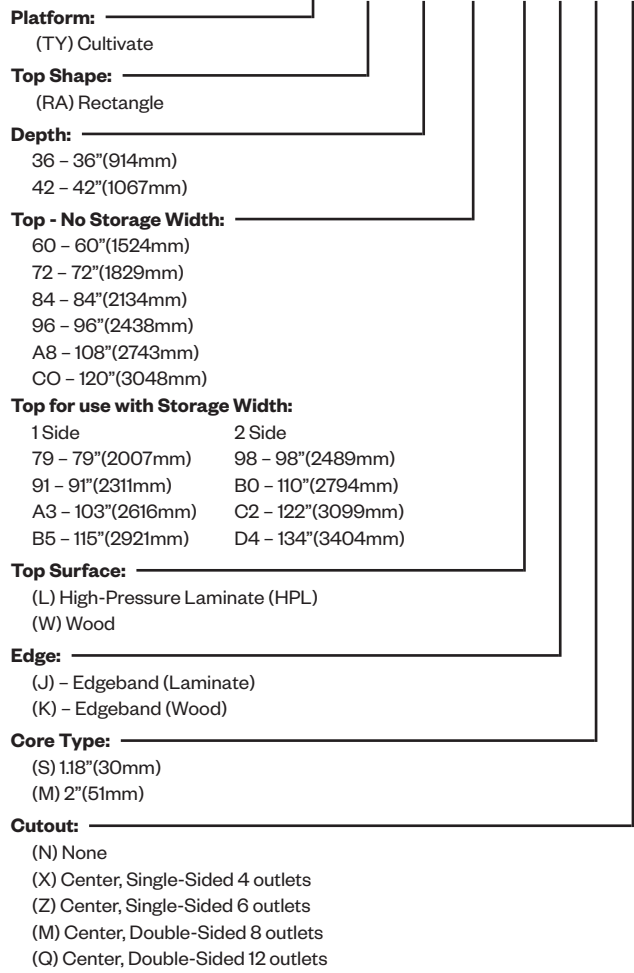 Platform:
(TY) Cultivate
Top Shape:
(RA) Rectangle
Depth:
36 – 36”(914mm)
42 – 42”(1067mm)
Top - No Storage Width:
60 – 60”(1524mm)
72 – 72”(1829mm)
84 – 84”(2134mm)
96 – 96”(2438mm)
A8 – 108”(2743mm)
CO – 120”(3048mm)
Top for use with Storage Width:
1 Side 2 Side
79 – 79”(2007mm) 98 – 98”(2489mm)
91 – 91”(2311mm) B0 – 110”(2794mm)
A3 – 103”(2616mm) C2 – 122”(3099mm)
B5 – 115”(2921mm) D4 – 134”(3404mm)
Top Surface:
(L) High-Pressure Laminate (HPL)
(W) Wood
Edge:
(J) – Edgeband (Laminate)
(K) – Edgeband (Wood)
Core Type:
(S) 1.18”(30mm)
(M) 2”(51mm)
Cutout:
(N) None
(X) Center, Single-Sided 4 outlets
(Z) Center, Single-Sided 6 outlets
(M) Center, Double-Sided 8 outlets
(Q) Center, Double-Sided 12 outlets